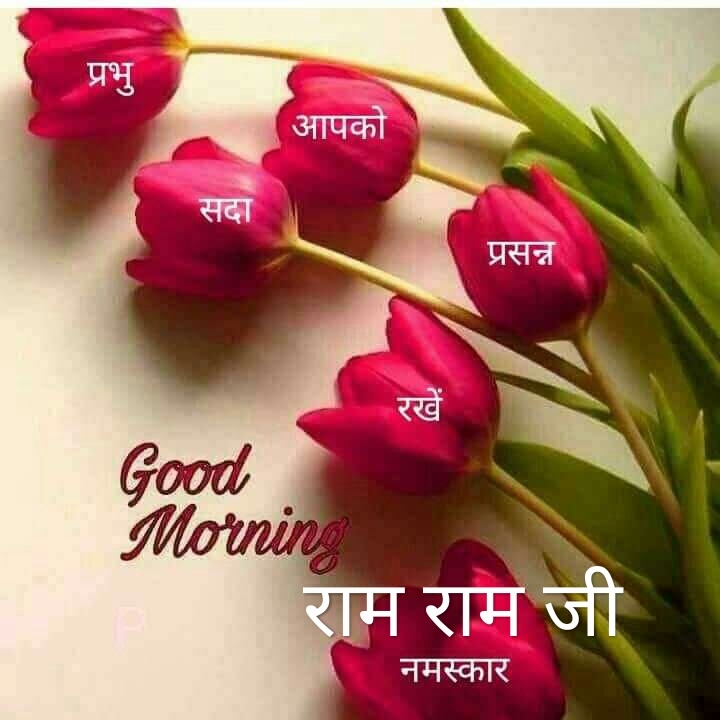 प्रभु
आपको
सदा
प्रसन्न
रखें
Good
Morning
राम राम जी
नमस्कार